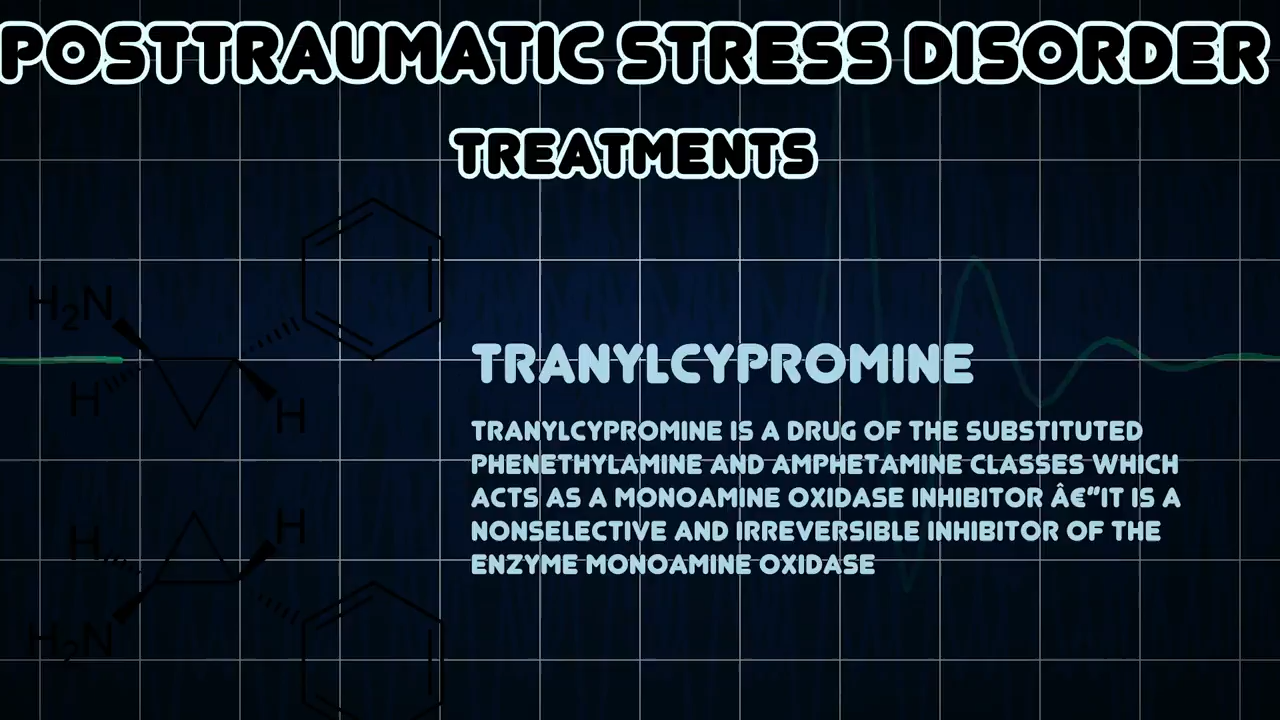 POSTTRAUMATIC STRESS DISORDER
TREATMENTS
H₂N
H
H
TRANYLCYPROMINE
TRANYLCYPROMINE IS A DRUG OF THE SUBSTITUTED
PHENETHYLAMINE AND AMPHETAMINE CLASSES WHICH
ACTS AS A MONOAMINE OXIDASE INHIBITOR Â€”IT IS A
NONSELECTIVE AND IRREVERSIBLE INHIBITOR OF THE
ENZYME MONOAMINE OXIDASE
H
H
H₂N